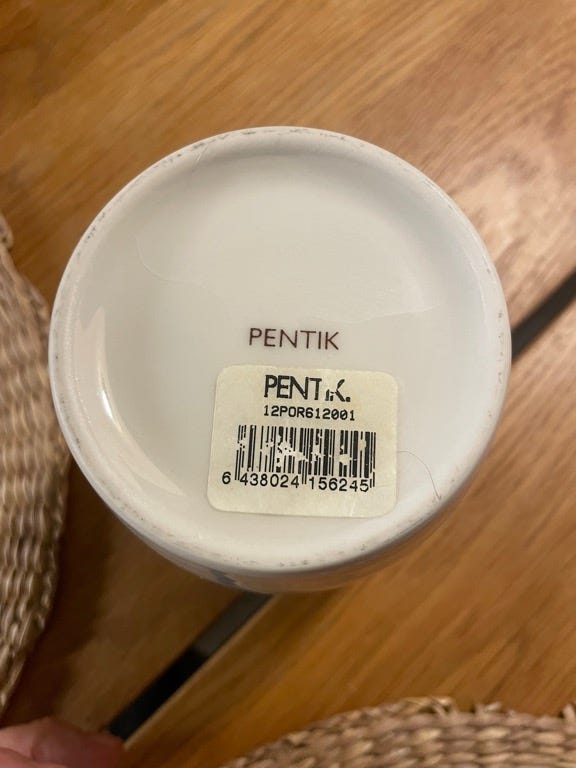 PENTIK
PENTIK.
12POR612001
6 438024 156245